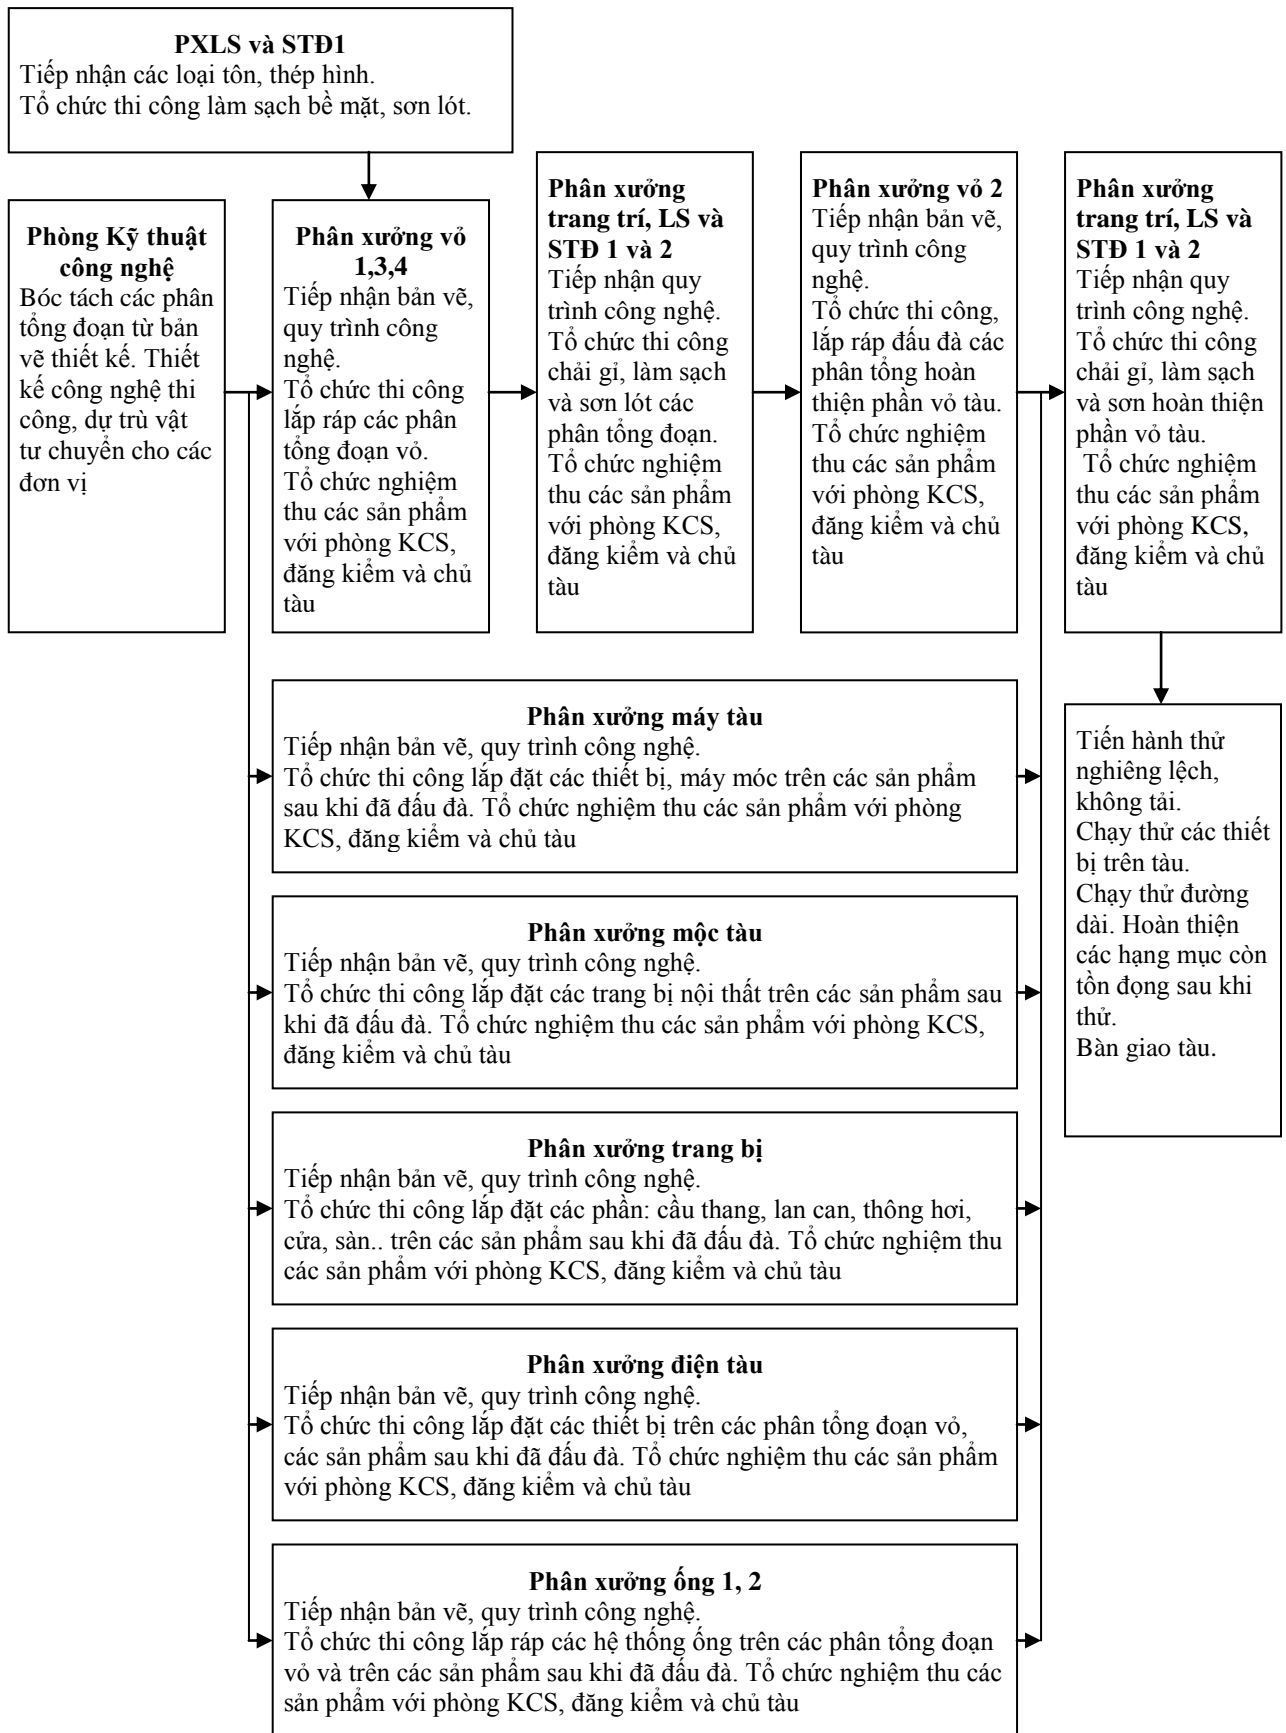 PXLS và STĐ1
Tiếp nhận các loại tôn, thép hình.
Tổ chức thi công làm sạch bề mặt, sơn lót.
Phòng Kỹ thuật
công nghệ
Bóc tách các phân
tổng đoạn từ bản
vẽ thiết kế. Thiết
kế công nghệ thi
công, dự trù vật
tư chuyển cho các
đơn vị
Phân xưởng vỏ
1,3,4
Tiếp nhận bản vẽ,
quy trình công
nghệ.
Tổ chức thi công
lắp ráp các phân
tổng đoạn vỏ.
Tổ chức nghiệm
thu các sản phẩm
với phòng KCS,
đăng kiểm và chủ
tàu
Phân xưởng
trang trí, LS và
STĐ 1 và 2
Tiếp nhận quy
trình công nghệ.
Tổ chức thi công
chải gỉ, làm sạch
và sơn lót các
phân tổng đoạn.
Tổ chức nghiệm
thu các sản phẩm
với phòng KCS,
đăng kiểm và chủ
tàu
Phân xưởng vỏ 2
Tiếp nhận bản vẽ,
quy trình công
nghệ.
Tổ chức thi công,
lắp ráp đấu đà các
phân tổng hoàn
thiện phần vỏ tàu.
Tổ chức nghiệm
thu các sản phẩm
với phòng KCS,
đăng kiểm và chủ
tàu
Phân xưởng
trang trí, LS và
STĐ 1 và 2
Tiếp nhận quy
trình công nghệ.
Tổ chức thi công
chải gỉ, làm sạch
và sơn hoàn thiện
phần vỏ tàu.
Tổ chức nghiệm
thu các sản phẩm
với phòng KCS,
đăng kiểm và chủ
tàu
Phân xưởng máy tàu
Tiếp nhận bản vẽ, quy trình công nghệ.
Tổ chức thi công lắp đặt các thiết bị, máy móc trên các sản phẩm
sau khi đã đấu đà. Tổ chức nghiệm thu các sản phẩm với phòng
KCS, đăng kiểm và chủ tàu
Phân xưởng mộc tàu
Tiếp nhận bản vẽ, quy trình công nghệ.
Tổ chức thi công lắp đặt các trang bị nội thất trên các sản phẩm sau
khi đã đấu đà. Tổ chức nghiệm thu các sản phẩm với phòng KCS,
đăng kiểm và chủ tàu
Phân xưởng trang bị
Tiếp nhận bản vẽ, quy trình công nghệ.
Tổ chức thi công lắp đặt các phần: cầu thang, lan can, thông hơi,
cửa, sàn.. trên các sản phẩm sau khi đã đấu đà. Tổ chức nghiệm thu
các sản phẩm với phòng KCS, đăng kiểm và chủ tàu
Phân xưởng điện tàu
Tiếp nhận bản vẽ, quy trình công nghệ.
Tổ chức thi công lắp đặt các thiết bị trên các phân tổng đoạn vỏ,
các sản phẩm sau khi đã đấu đà. Tổ chức nghiệm thu các sản phẩm
với phòng KCS, đăng kiểm và chủ tàu
Phân xưởng ống 1, 2
Tiếp nhận bản vẽ, quy trình công nghệ.
Tổ chức thi công lắp ráp các hệ thống ống trên các phân tổng đoạn
vỏ và trên các sản phẩm sau khi đã đấu đà. Tổ chức nghiệm thu các
sản phẩm với phòng KCS, đăng kiểm và chủ tàu
Tiến hành thử
nghiêng lệch,
không tải.
Chạy thử các thiết
bị trên tàu.
Chạy thử đường
dài. Hoàn thiện
các hạng mục còn
tồn đọng sau khi
thử.
Bàn giao tàu.